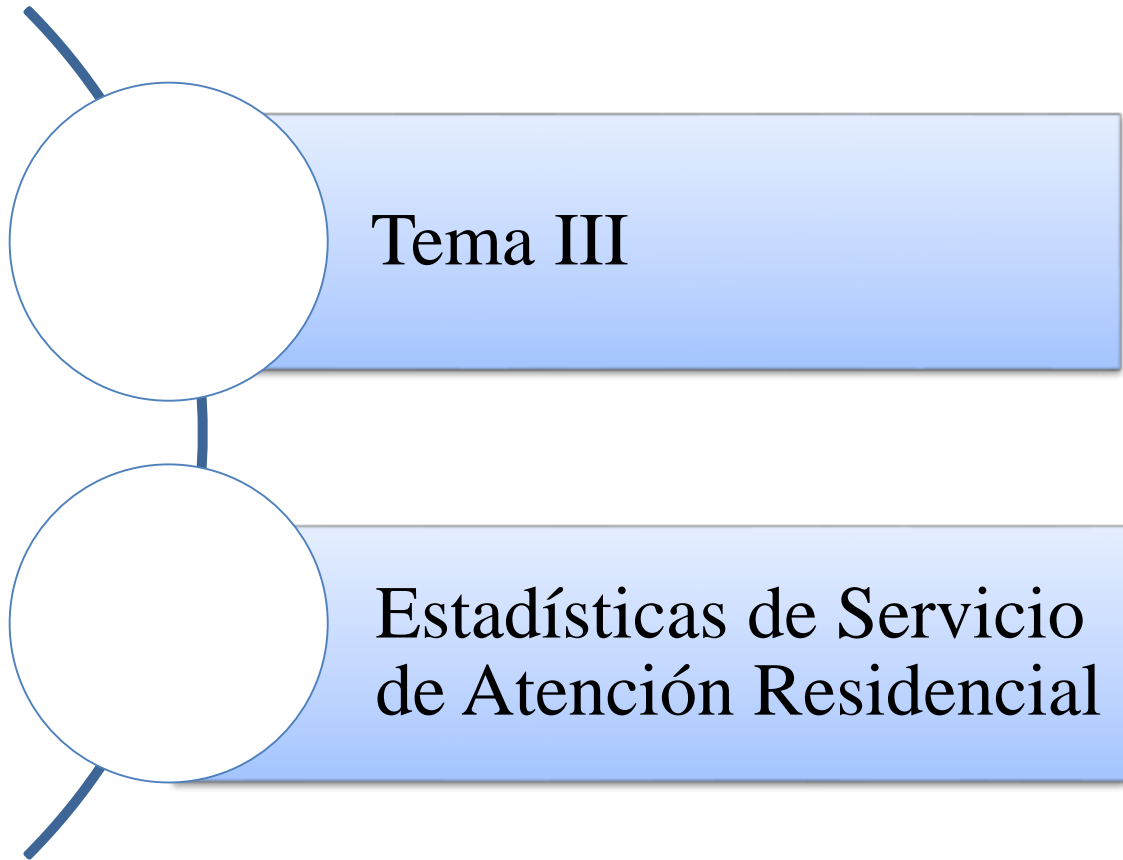 Tema III
Estadísticas de Servicio
de Atención Residencial